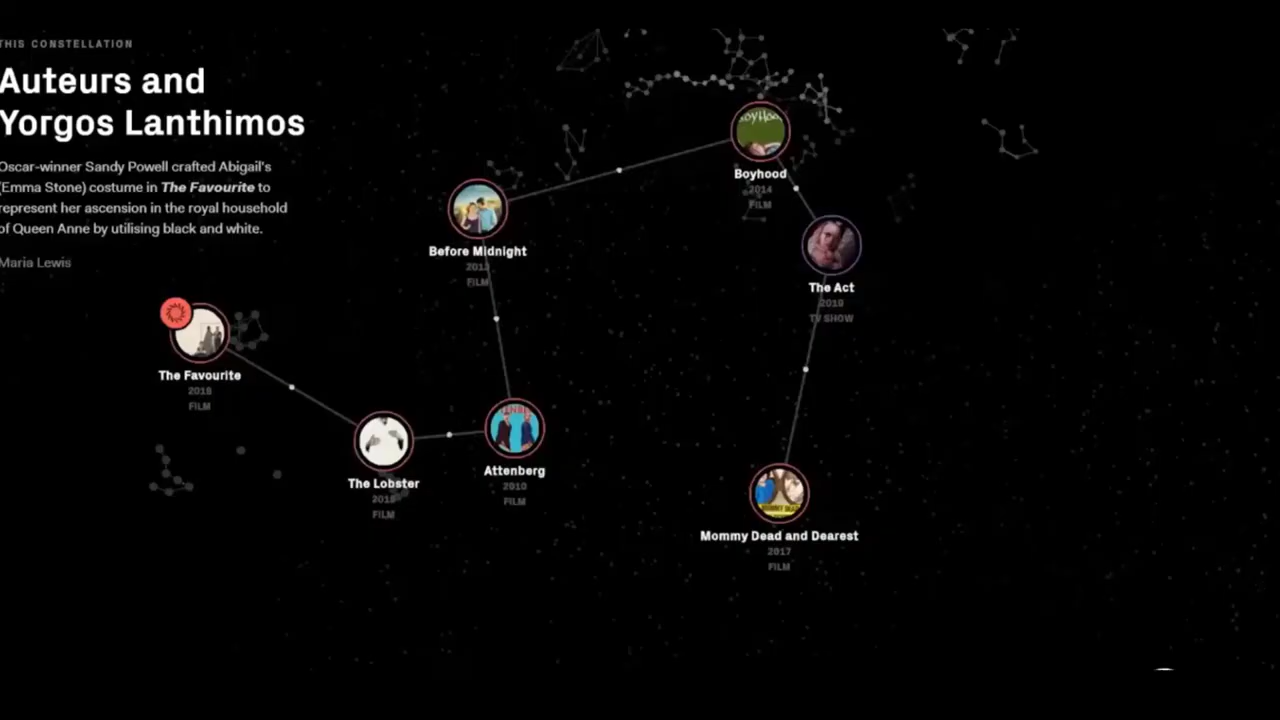 THIS CONSTELLATION
Auteurs and
Yorgos Lanthimos
Oscar-winner Sandy Powell crafted Abigail's
(Emma Stone) costume in The Favourite to
represent her ascension in the royal household
of Queen Anne by utilising black and white.
Maria Lewis
Boyhood
2014
FILM
Before Midnight
2013
FILM
The Act
2019
TV SHOW
The Favourite
2018
FILM
The Lobster
FILM
Attenberg
2010
FILM
Mommy Dead and Dearest
2017
FILM